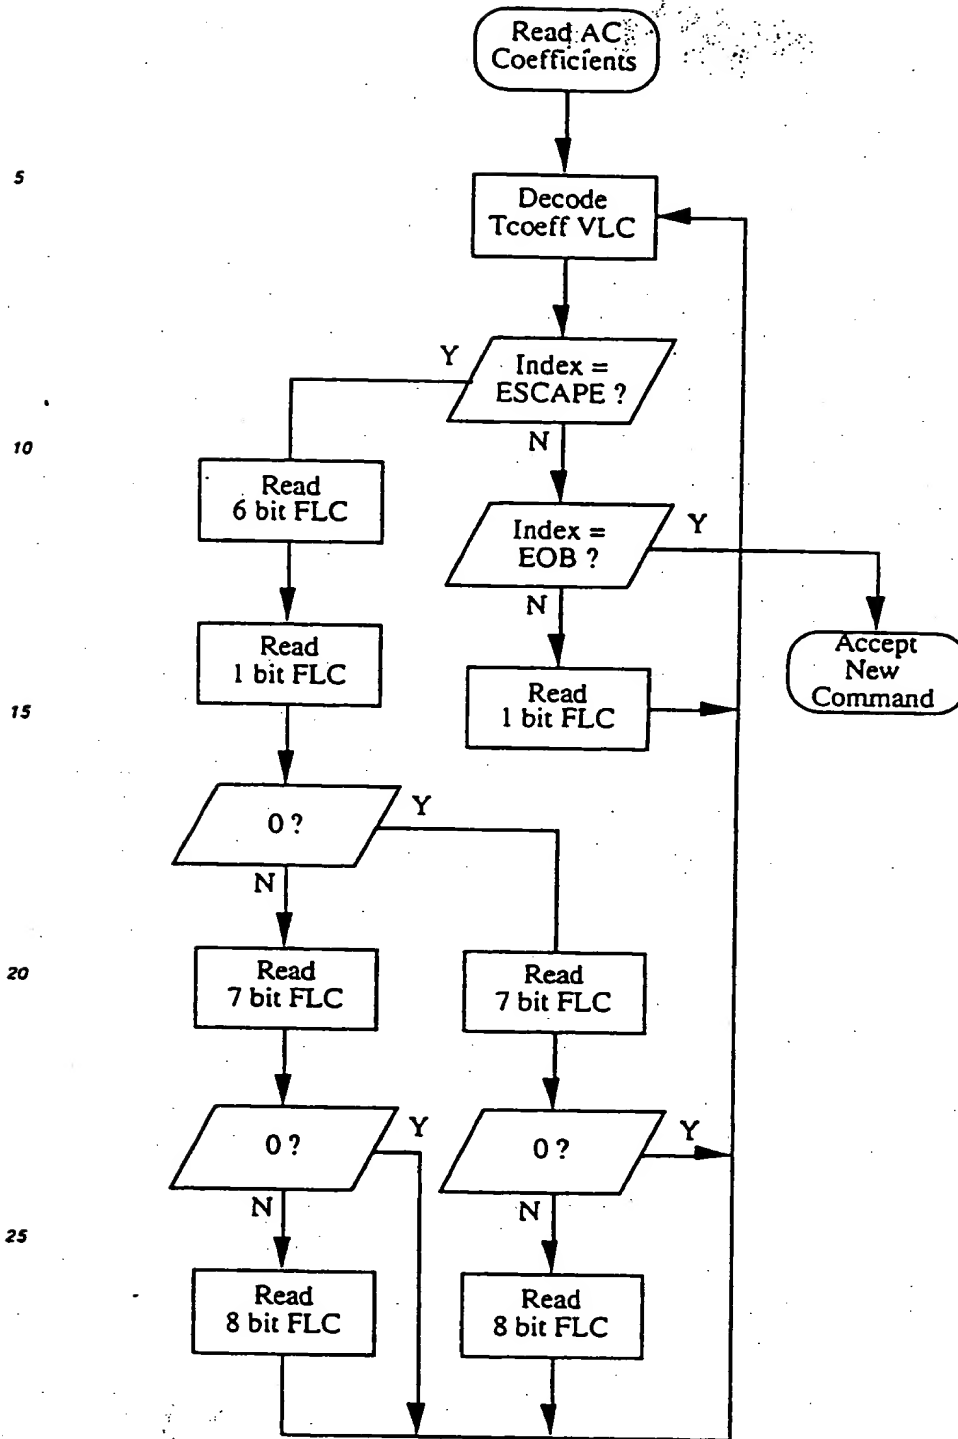 Read AC
Coefficients
5
Decode
Tcoeff VLC
Y
Index =
ESCAPE ?
N
10
Read
6 bit FLC
Index =
EOB ?
Y
N
Read
1 bit FLC
Accept
New
Command
15
Read
1 bit FLC
0 ?
Y
N
20
Read
7 bit FLC
Read
7 bit FLC
0 ?
Y
N
0 ?
Y
N
25
Read
8 bit FLC
Read
8 bit FLC